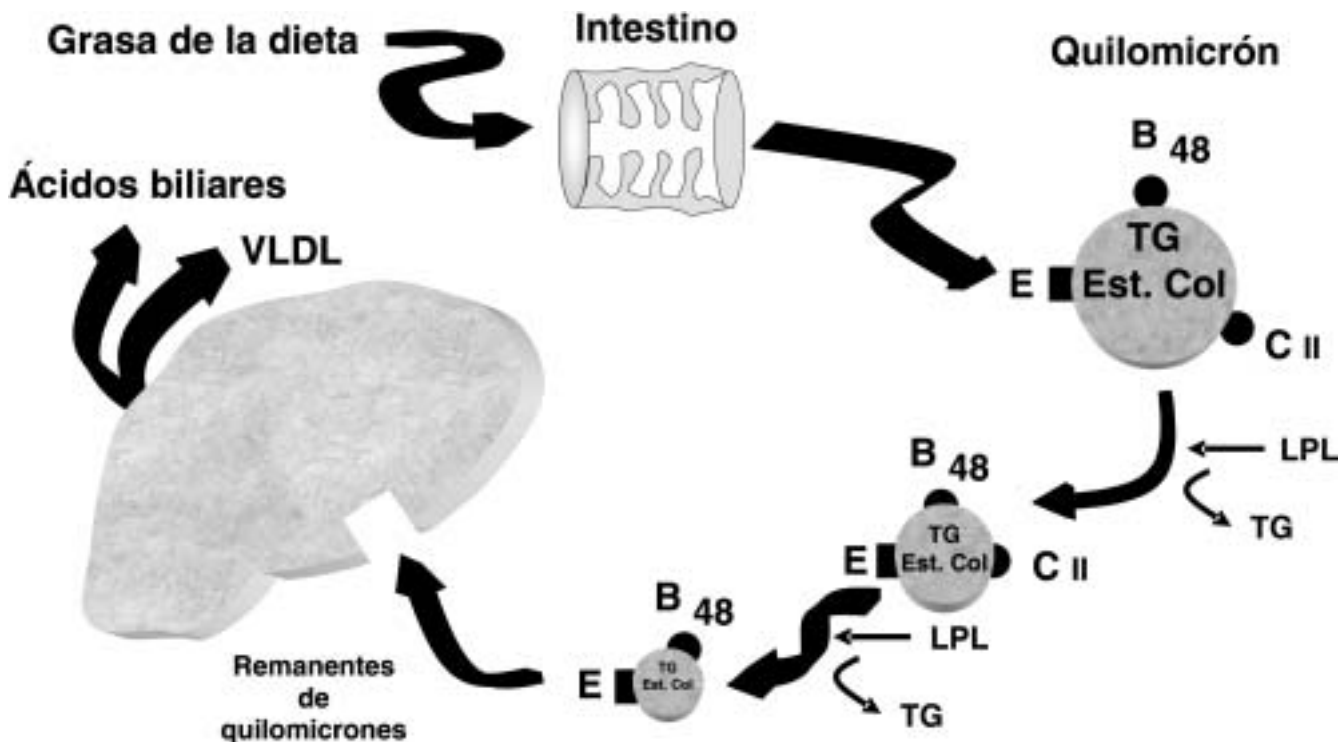 Grasa de la dieta
Intestino
Quilomicrón
Ácidos biliares
VLDL
B 48
TG
Est. Col
E
C II
LPL
TG
B 48
TG
Est. Col
E
C II
LPL
TG
B 48
TG
Est. Col
E
Remanentes
de
quilomicrones